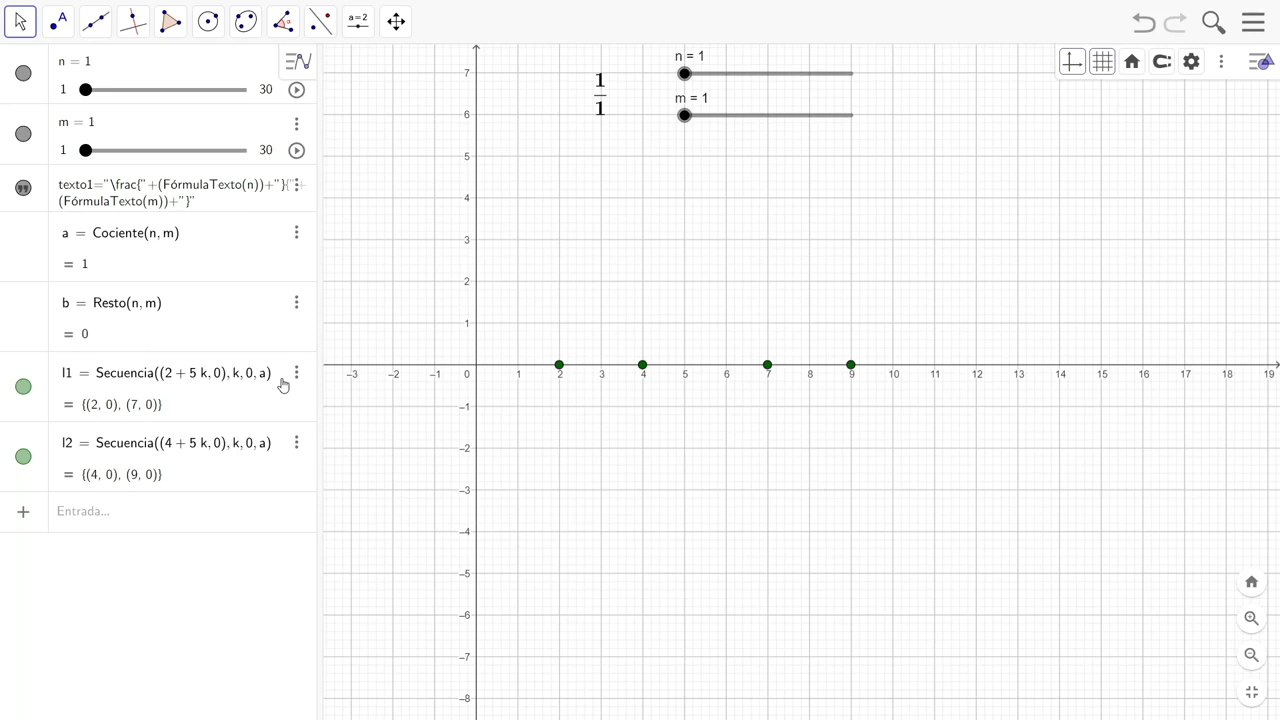 a=2
n = 1
1 30
m = 1
1 30
texto1="\frac{"+(FórmulaTexto(n))+"}{"+
(FórmulaTexto(m))+"}"
a = Cociente(n, m)
= 1
b = Resto(n, m)
= 0
l1 = Secuencia((2 + 5 k, 0), k, 0, a)
= {(2, 0), (7, 0)}
l2 = Secuencia((4 + 5 k, 0), k, 0, a)
= {(4, 0), (9, 0)}
+ Entrada...
1
1
n = 1
m = 1
7
6
5
4
3
2
1
–3 –2 –1 0 1 2 3 4 5 6 7 8 9 10 11 12 13 14 15 16 17 18 19
–1
–2
–3
–4
–5
–6
–7
–8